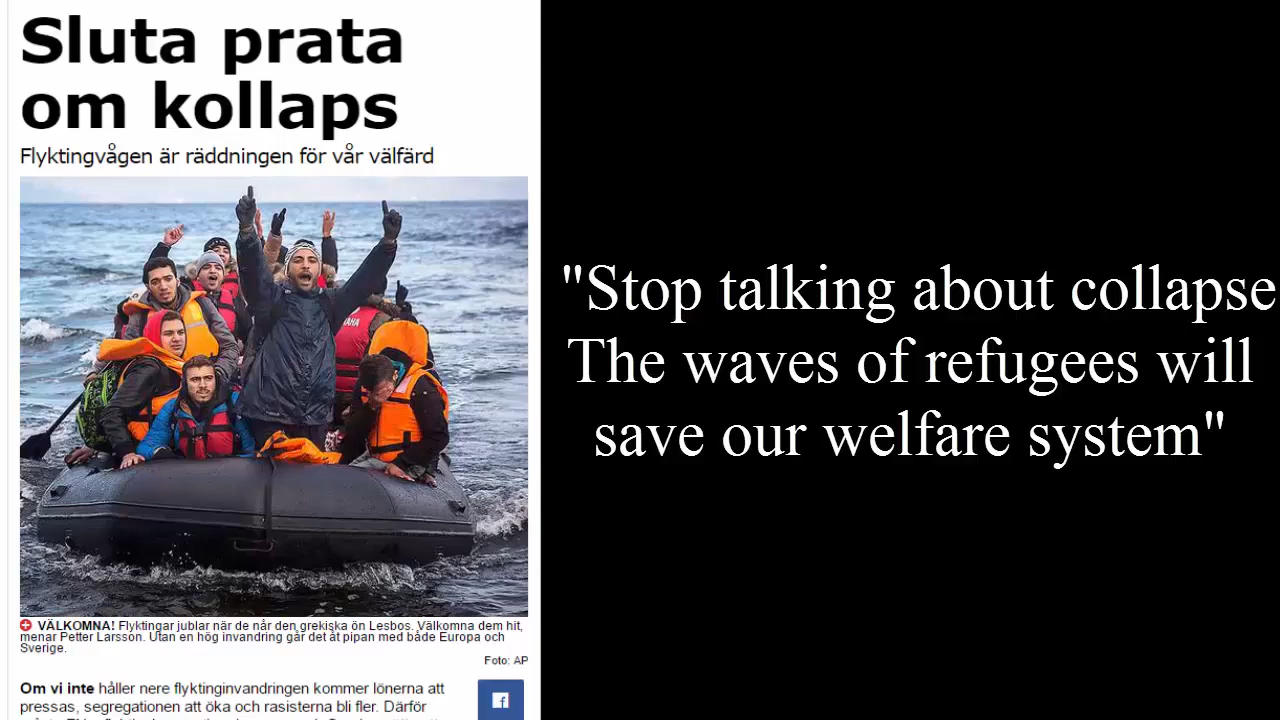 Sluta prata
om kollaps
Flyktingvågen är räddningen för vår välfärd
YAMAHA
VÄLKOMNA! Flyktingar jublar när de når den grekiska ön Lesbos. Välkomna dem hit,
menar Petter Larsson. Utan en hög invandring går det åt pipan med både Europa och
Sverige.
Foto: AP
Om vi inte håller nere flyktinginvandringen kommer lönerna att
pressas, segregationen att öka och rasisterna bli fler. Därför
"Stop talking about collapse
The waves of refugees will
save our welfare system"